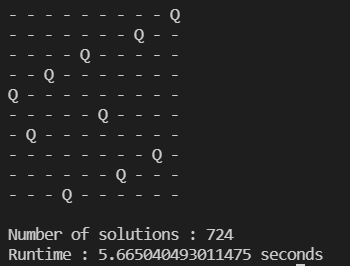 - - - - - - - - - Q
- - - - - - - Q - -
- - - - Q - - - - -
- - Q - - - - - - -
Q - - - - - - - - -
- - - - - Q - - - -
- Q - - - - - - - -
- - - - - - - - Q -
- - - - - - Q - - -
- - - Q - - - - - -
Number of solutions : 724
Runtime : 5.665040493011475 seconds